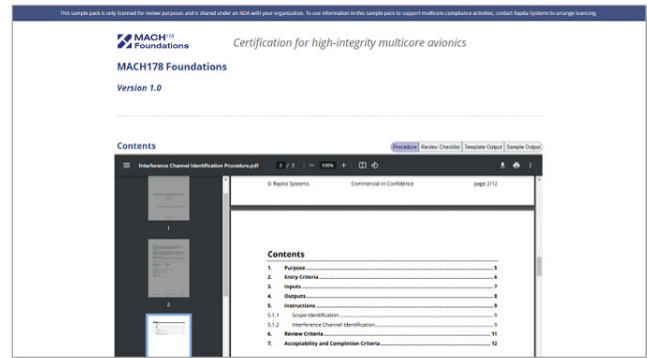 This sample pack is only licensed for review purposes and is shared under an NDA with your organization. To use information in this sample pack to support multicore compliance activities, contact Rapita Systems to arrange licensing.
MACH178
Foundations
Certification for high-integrity multicore avionics
MACH178 Foundations
Version 1.0
Contents
Procedure Review Checklist Template Output Sample Output
Interference Channel Identification Procedure.pdf
3 / 5
100%
© Rapita Systems Commercial in Confidence page 2/12
1
2
Contents
1. Purpose 5
2. Entry Criteria 6
3. Inputs 7
4. Outputs 8
5. Instructions 9
5.1.1 Scope Identification 9
5.1.2 Interference Channel Identification 9
6. Review Criteria 11
7. Acceptability and Completion Criteria 12